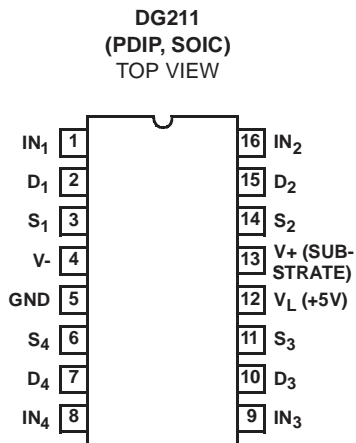 DG211
(PDIP, SOIC)
TOP VIEW
IN1 1 16 IN2
D1 2 15 D2
S1 3 14 S2
V- 4 13 V+ (SUB-
STRATE)
GND 5 12 VL (+5V)
S4 6 11 S3
D4 7 10 D3
IN4 8 9 IN3